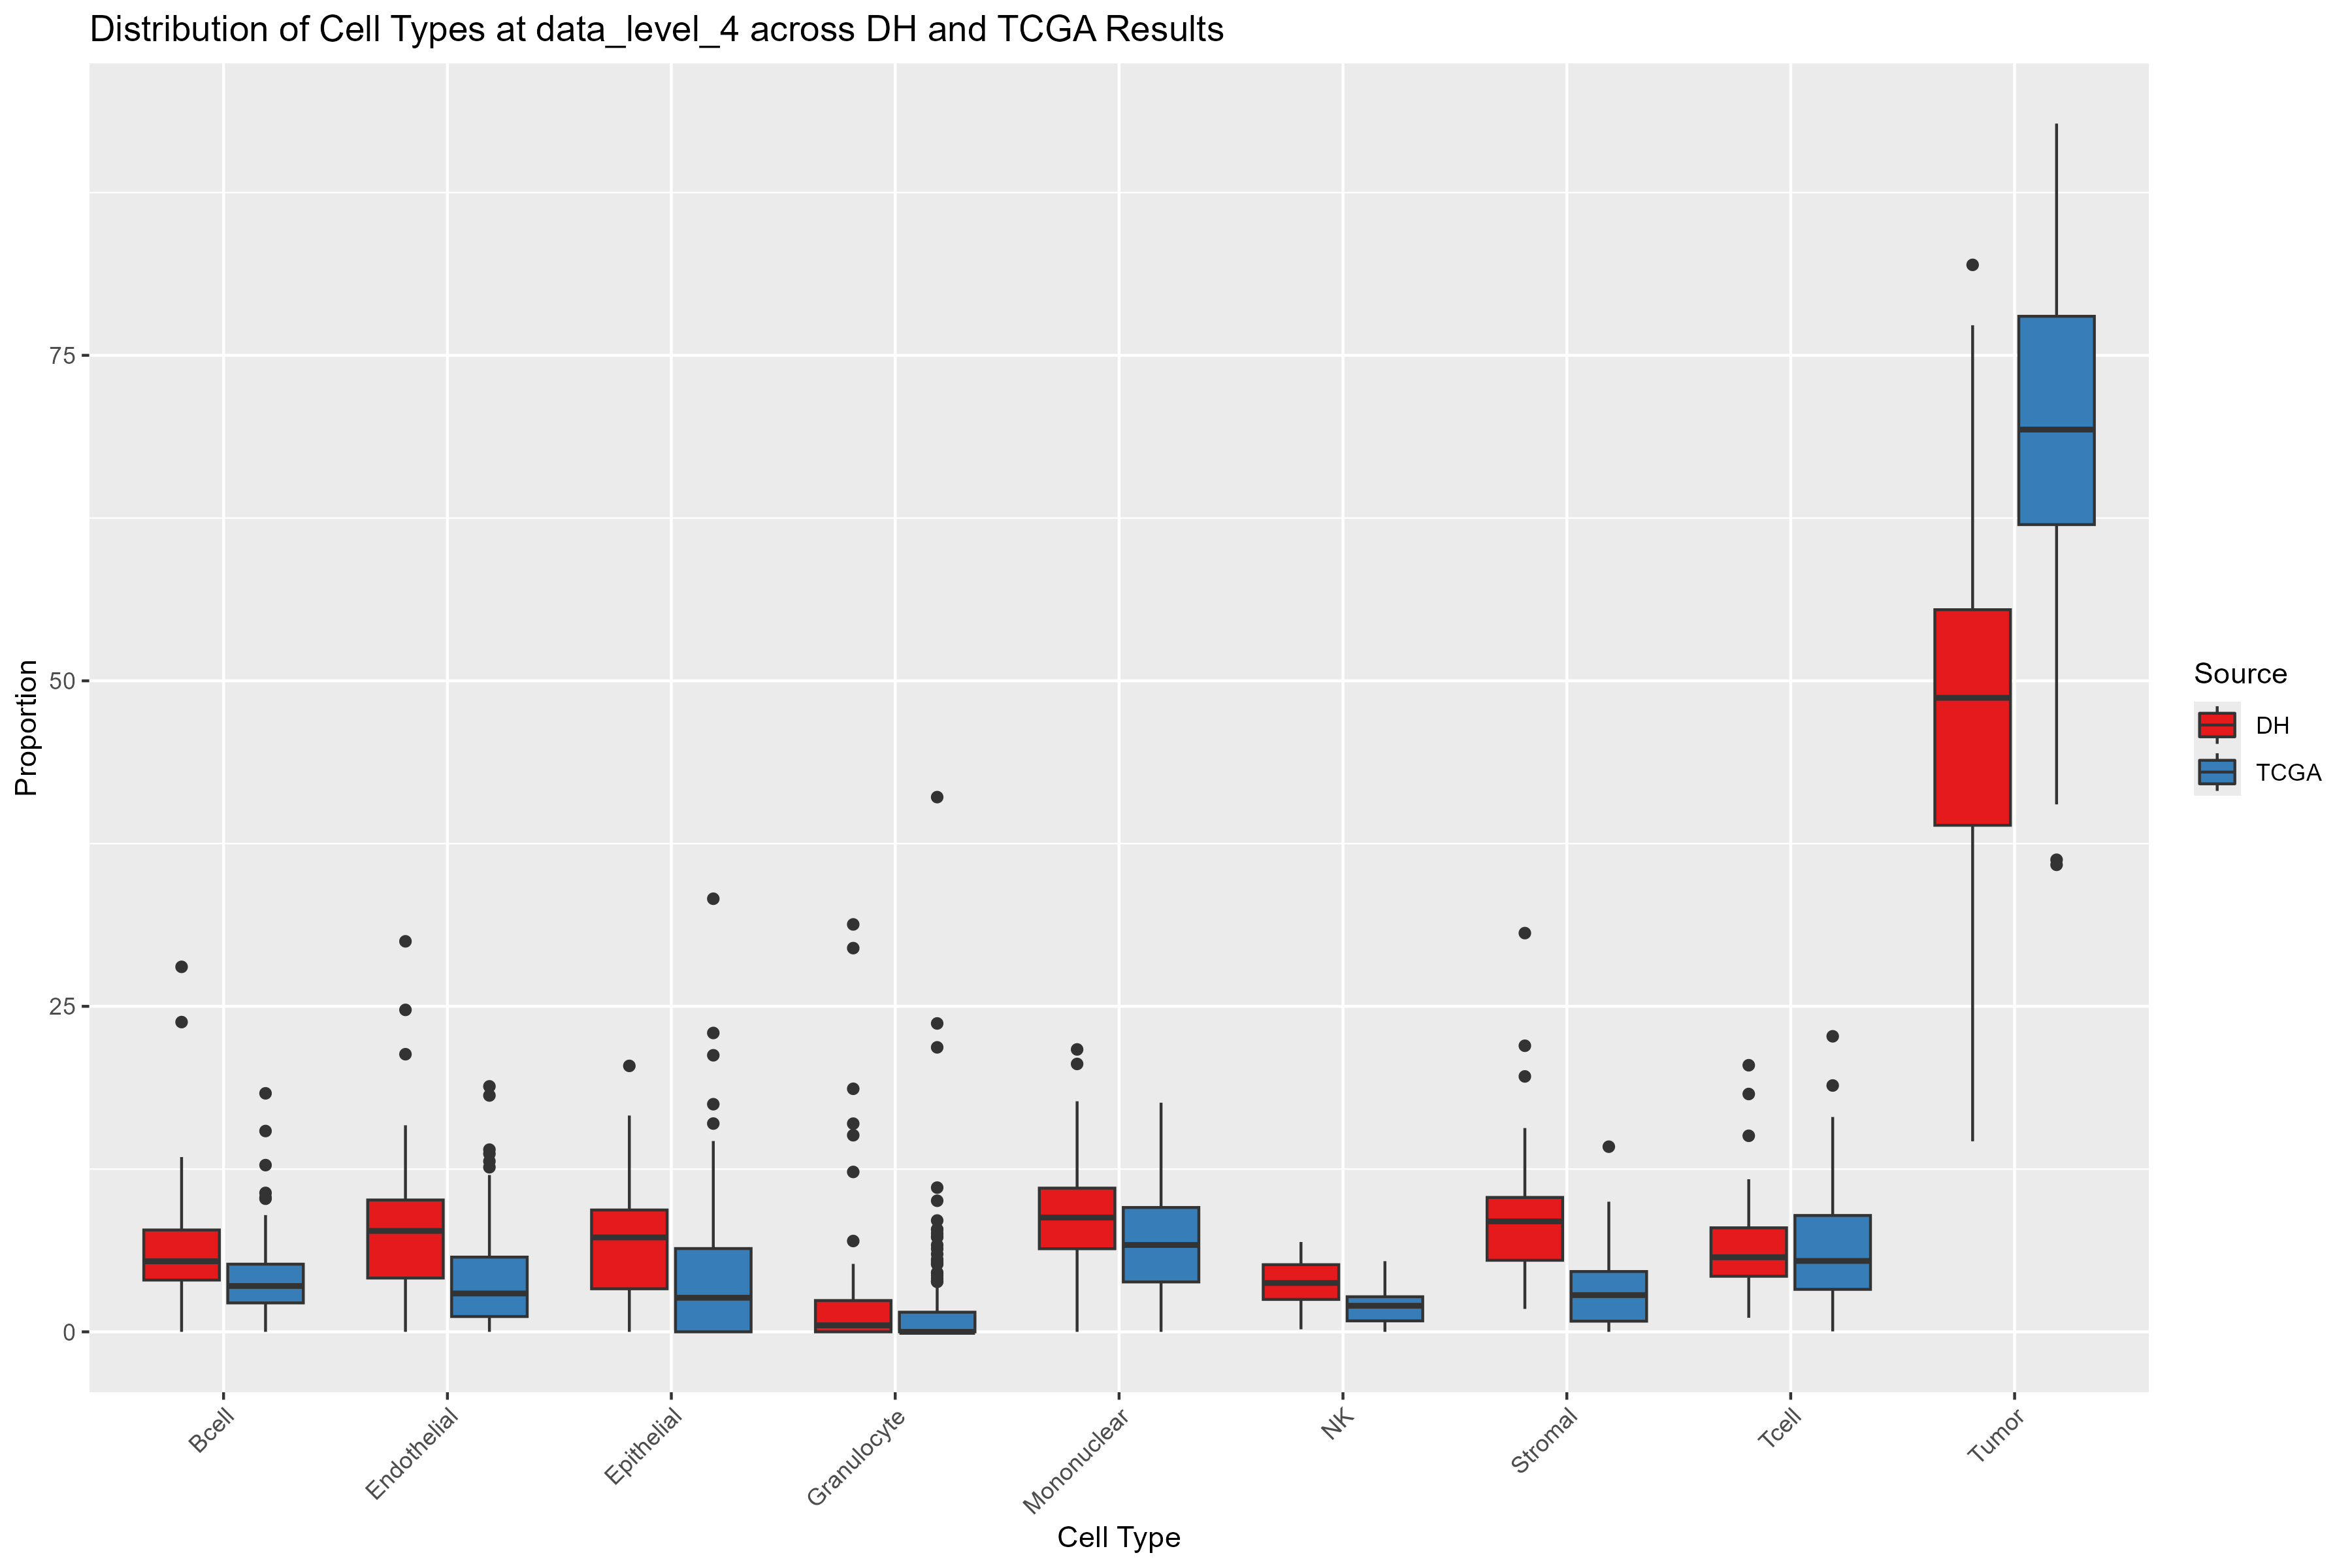 Distribution of Cell Types at data_level_4 across DH and TCGA Results
Proportion
75
50
25
0
Bcell
Endothelial
Epithelial
Granulocyte
Mononuclear
NK
Stromal
Tcell
Tumor
Cell Type
Source
DH
TCGA